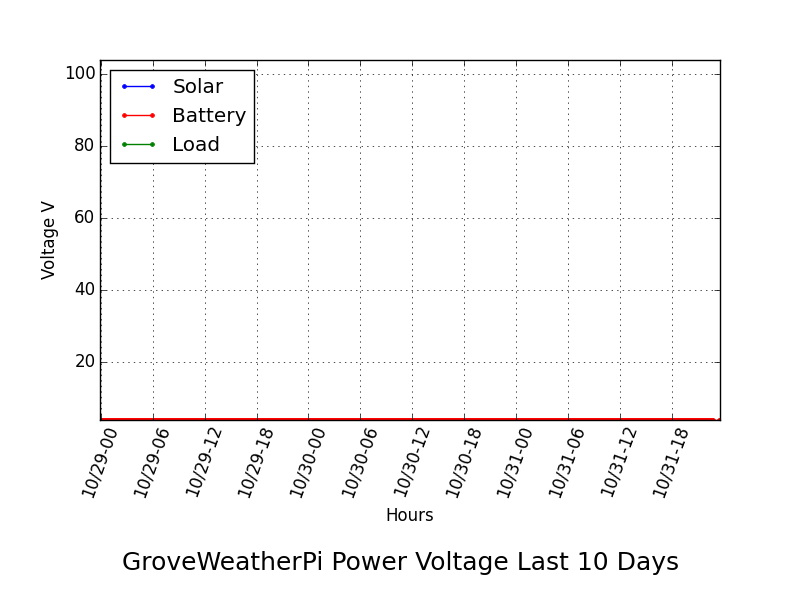 100
80
60
40
20
Voltage V
Solar
Battery
Load
10/29-00
10/29-06
10/29-12
10/29-18
10/30-00
10/30-06
10/30-12
10/30-18
10/31-00
10/31-06
10/31-12
10/31-18
Hours
GroveWeatherPi Power Voltage Last 10 Days